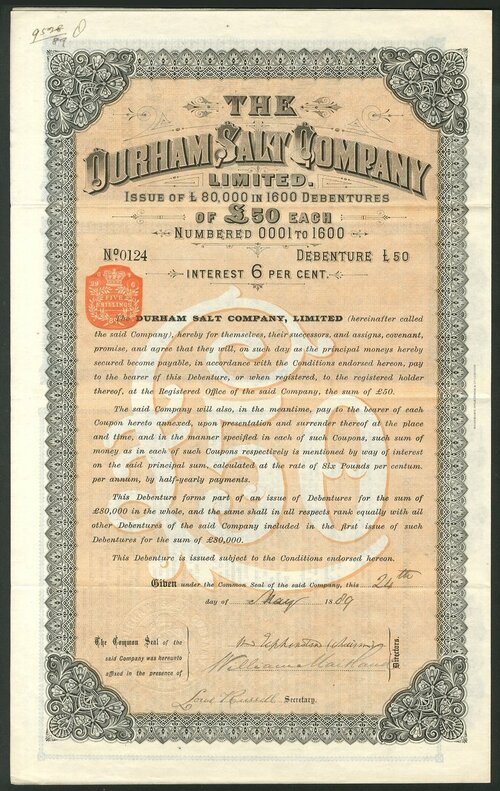 9528
89
THE
DURHAM SALT COMPANY
LIMITED.
ISSUE OF £ 80,000 IN 1600 DEBENTURES
OF £50 EACH
NUMBERED 0001 TO 1600
Nº 0124
DEBENTURE £50
INTEREST 6 PER CENT.
FIVE
SHILLINGS
The DURHAM SALT COMPANY, LIMITED (hereinafter called
the said Company), hereby for themselves, their successors, and assigns, covenant,
promise, and agree that they will, on such day as the principal moneys hereby
secured become payable, in accordance with the Conditions endorsed hereon, pay
to the bearer of this Debenture, or when registered, to the registered holder
thereof, at the Registered Office of the said Company, the sum of £50.
The said Company will also, in the meantime, pay to the bearer of each
Coupon hereto annexed, upon presentation and surrender thereof at the place
and time, and in the manner specified in each of such Coupons, such sum of
money as in each of such Coupons respectively is mentioned by way of interest
on the said principal sum, calculated at the rate of Six Pounds per centum.
per annum, by half-yearly payments.
This Debenture forms part of an issue of Debentures for the sum of
£80,000 in the whole, and the same shall in all respects rank equally with all
other Debentures of the said Company included in the first issue of such
Debentures for the sum of £80,000.
This Debenture is issued subject to the Conditions endorsed hereon.
Given under the Common Seal of the said Company, this 24th
day of May 1889
The Common Seal of the
said Company was hereunto
affixed in the presence of
Directors.
Secretary.
£50